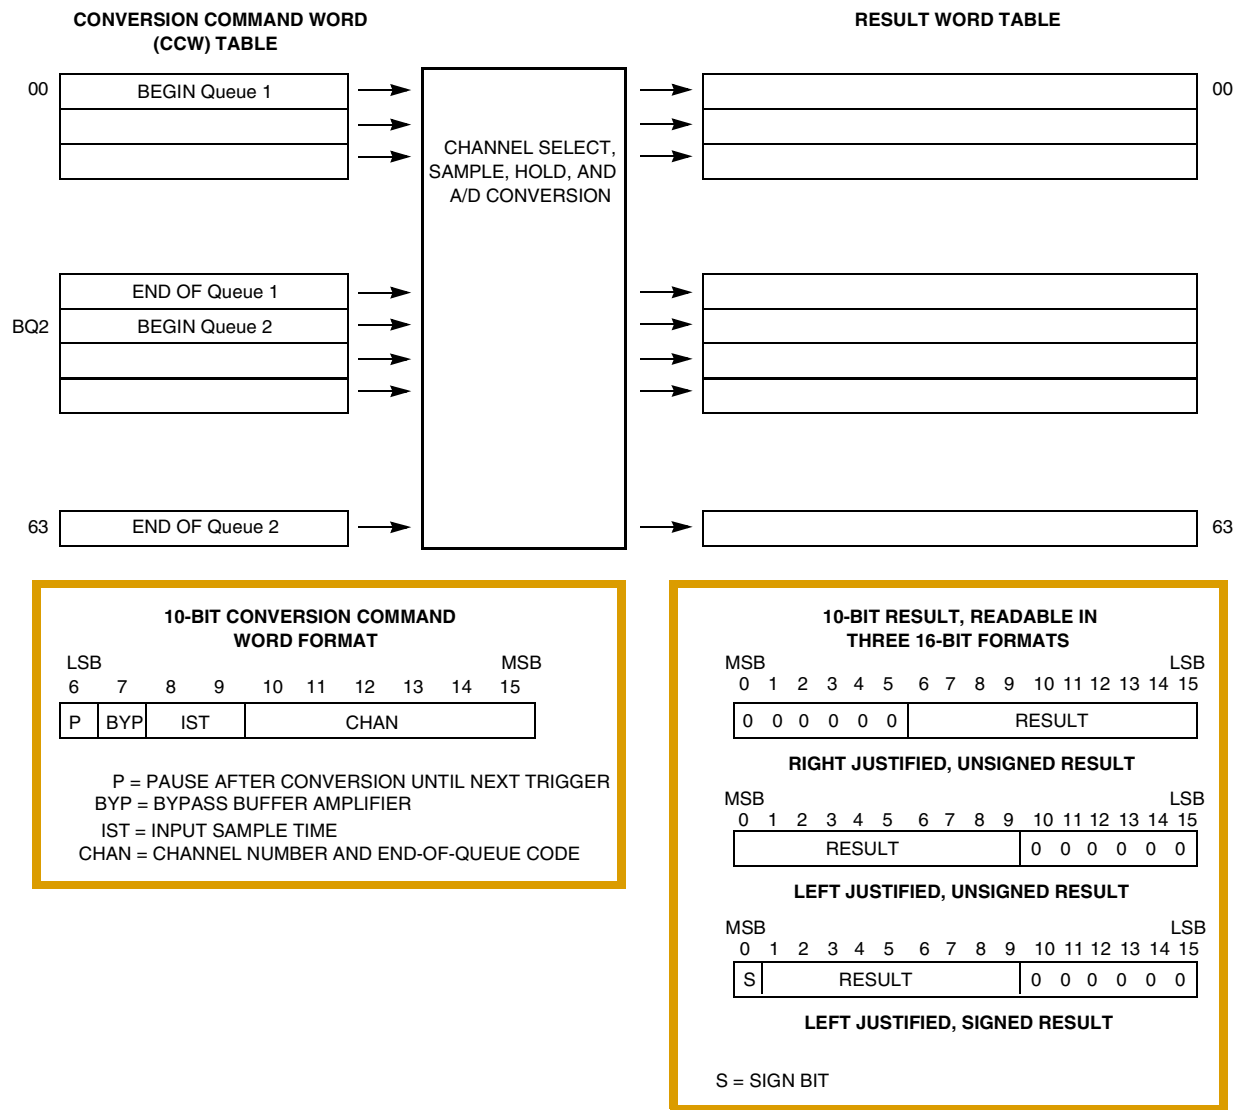 CONVERSION COMMAND WORD
(CCW) TABLE
RESULT WORD TABLE
00 BEGIN Queue 1 00
CHANNEL SELECT,
SAMPLE, HOLD, AND
A/D CONVERSION
END OF Queue 1
BQ2 BEGIN Queue 2
63 END OF Queue 2 63
10-BIT CONVERSION COMMAND
WORD FORMAT
LSB MSB
6 7 8 9 10 11 12 13 14 15
P BYP IST CHAN
P = PAUSE AFTER CONVERSION UNTIL NEXT TRIGGER
BYP = BYPASS BUFFER AMPLIFIER
IST = INPUT SAMPLE TIME
CHAN = CHANNEL NUMBER AND END-OF-QUEUE CODE
10-BIT RESULT, READABLE IN
THREE 16-BIT FORMATS
MSB LSB
0 1 2 3 4 5 6 7 8 9 10 11 12 13 14 15
0 0 0 0 0 0 RESULT
RIGHT JUSTIFIED, UNSIGNED RESULT
MSB LSB
0 1 2 3 4 5 6 7 8 9 10 11 12 13 14 15
RESULT 0 0 0 0 0 0
LEFT JUSTIFIED, UNSIGNED RESULT
MSB LSB
0 1 2 3 4 5 6 7 8 9 10 11 12 13 14 15
S RESULT 0 0 0 0 0 0
LEFT JUSTIFIED, SIGNED RESULT
S = SIGN BIT